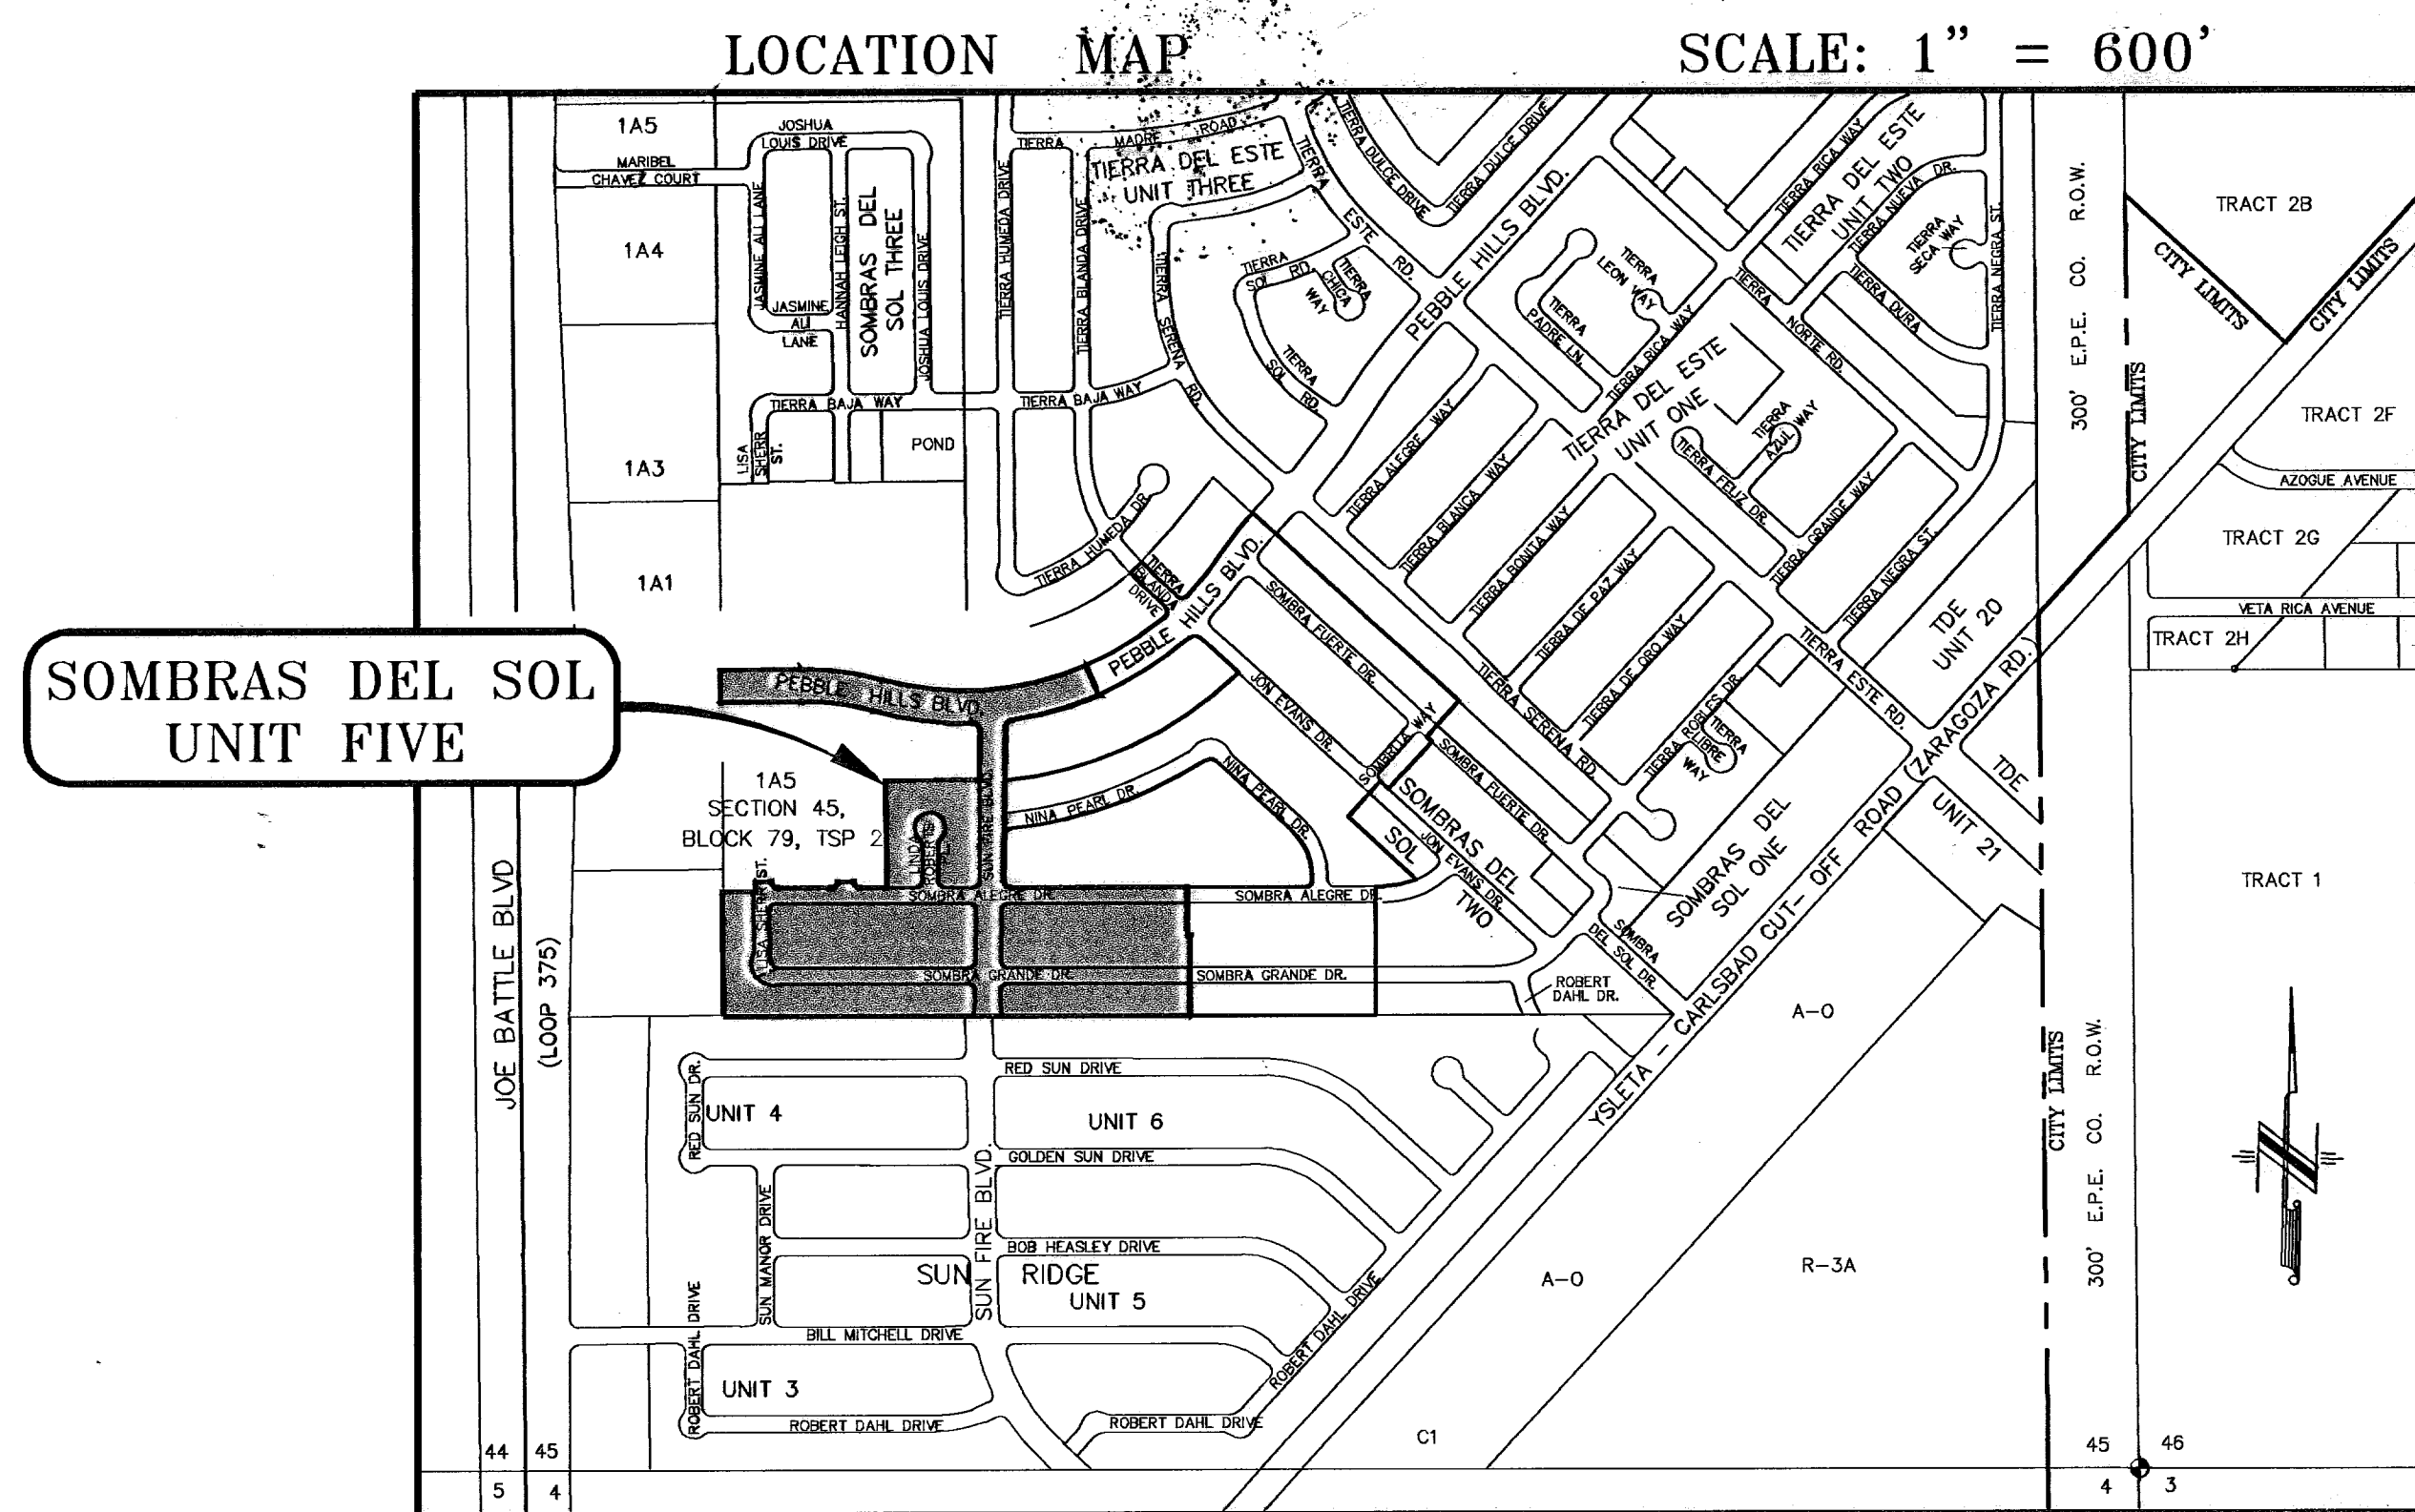 LOCATION MAP
SCALE: 1" = 600'
1A5
JOSHUA
LOUIS DRIVE
MARIBEL
CHAVEZ COURT
1A4
JASMINE ALI LANE
HANNAH LEIGH ST.
SOMBRAS DEL
SOL THREE
JOSHUA LOUIS DRIVE
JASMINE
ALI
LANE
TIERRA BAJA WAY
LISA
SHERR
ST.
POND
1A3
1A1
TIERRA
MADRE
ROAD
TIERRA DEL ESTE
UNIT THREE
TIERRA HUMEDA DRIVE
TIERRA BLANDA DRIVE
TIERRA SERENA RD.
TIERRA BAJA WAY
TIERRA HUMEDA DR
TIERRA
BLANDA
DRIVE
TIERRA
ESTE
RD.
TIERRA DULCE DRIVE
TIERRA DULCE DRIVE
TIERRA
SOL
RD.
TIERRA
CHICA
WAY
TIERRA
SOL
RD.
PEBBLE HILLS BLVD.
TIERRA
LEON WAY
TIERRA
PADRE LN.
TIERRA RICA WAY
TIERRA RICA WAY
TIERRA DEL ESTE
UNIT TWO
TIERRA NUEVA DR.
TIERRA
SECA WAY
TIERRA NEGRA ST.
TIERRA DURA
TIERRA
NORTE RD.
TIERRA DEL ESTE
UNIT ONE
TIERRA
AZUL WAY
TIERRA FELIZ DR.
TIERRA ALEGRE WAY
TIERRA BLANCA WAY
TIERRA BONITA WAY
TIERRA DE PAZ WAY
TIERRA DE ORO WAY
TIERRA GRANDE WAY
TIERRA NEGRA ST.
TIERRA ESTE RD.
TIERRA SERENA RD.
TIERRA ROBLES DR.
TIERRA
LIBRE
WAY
300' E.P.E. CO. R.O.W.
CITY LIMITS
CITY LIMITS
CITY LIMITS
TRACT 2B
TRACT 2F
AZOGUE AVENUE
TRACT 2G
VETA RICA AVENUE
TRACT 2H
TDE
UNIT 20
TDE
UNIT 21
TRACT 1
SOMBRAS DEL SOL
UNIT FIVE
PEBBLE HILLS BLVD.
PEBBLE HILLS BLVD.
SOMBRA FUERTE DR.
JON EVANS DR.
SOMBRIJA WAY
SOMBRA FUERTE DR.
JON EVANS DR.
SOMBRAS DEL
SOL
TWO
SOMBRAS DEL
SOL ONE
NINA PEARL DR.
NINA PEARL DR.
1A5
SECTION 45,
BLOCK 79, TSP 2
LINDA
ROBERTS
PL.
SUN FIRE BLVD.
LISA SHERR ST.
SOMBRA ALEGRE DR.
SOMBRA ALEGRE DR.
SOMBRA GRANDE DR.
SOMBRA GRANDE DR.
SOMBRA
DEL SOL DR.
ROBERT
DAHL DR.
YSLETA - CARLSBAD CUT- OFF ROAD (ZARAGOZA RD.)
JOE BATTLE BLVD
(LOOP 375)
RED SUN DR.
RED SUN DRIVE
UNIT 4
UNIT 6
GOLDEN SUN DRIVE
SUN MANOR DRIVE
SUN FIRE BLVD.
BOB HEASLEY DRIVE
SUN RIDGE
UNIT 5
BILL MITCHELL DRIVE
ROBERT DAHL DRIVE
UNIT 3
ROBERT DAHL DRIVE
ROBERT DAHL DRIVE
ROBERT DAHL DRIVE
A-O
A-O
R-3A
C1
CITY LIMITS
300' E.P.E. CO. R.O.W.
44 45
5 4
45 46
4 3